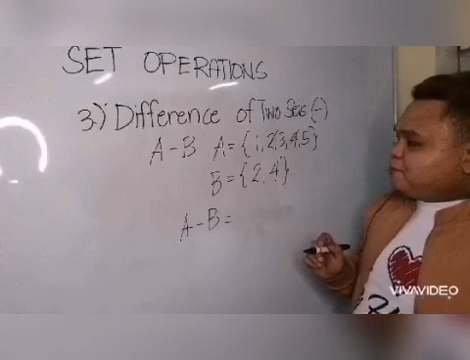 SET OPERATIONS
3.) Difference of Two Sets (-)
A-B A = {1,2,3,4,5}
B = {2,4}
A-B =
VIVAVIDEO